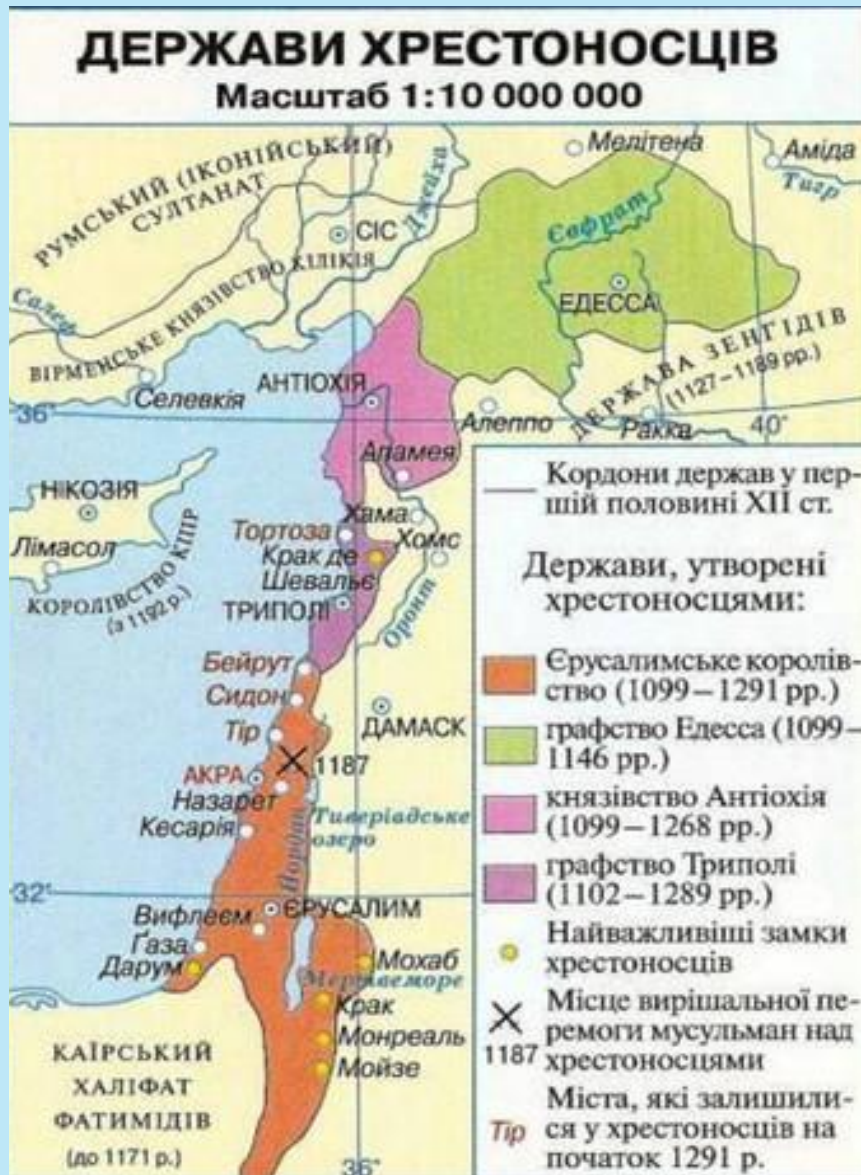 ДЕРЖАВИ ХРЕСТОНОСЦІВ
Масштаб 1:10 000 000
Мелітена
Аміда
Тигр
РУМСЬКИЙ (ІКОНІЙСЬКИЙ)
СУЛТАНАТ
Джейха
СІС
Євфрат
ЕДЕССА
Салеф
ВІРМЕНСЬКЕ КНЯЗІВСТВО КІЛІКІЯ
ДЕРЖАВА ЗЕНҐІДІВ
(1127–1189 рр.)
Селевкія
АНТІОХІЯ
36°
Алеппо
Ракка
40°
Апамея
НІКОЗІЯ
Лімасол
КОРОЛІВСТВО КІПР
(з 1192 р.)
Хама
Тортоза
Хомс
Крак де
Шевальє
ТРИПОЛІ
Оронт
Бейрут
Сидон
ДАМАСК
Тір
1187
АКРА
Назарет
Тиверіадське
озеро
Кесарія
Йордан
32°
Вифлеєм
ЄРУСАЛИМ
Ґаза
Дарум
Мохаб
Мертве море
Крак
Монреаль
Мойзе
КАЇРСЬКИЙ
ХАЛІФАТ
ФАТИМІДІВ
(до 1171 р.)
36°
Кордони держав у пер-
шій половині XII ст.
Держави, утворені
хрестоносцями:
Єрусалимське королів-
ство (1099–1291 рр.)
графство Едесса (1099–
1146 рр.)
князівство Антіохія
(1099–1268 рр.)
графство Триполі
(1102–1289 рр.)
Найважливіші замки
хрестоносців
Місце вирішальної пе-
ремоги мусульман над
1187 хрестоносцями
Міста, які залишили-
Тір ся у хрестоносців на
початок 1291 р.